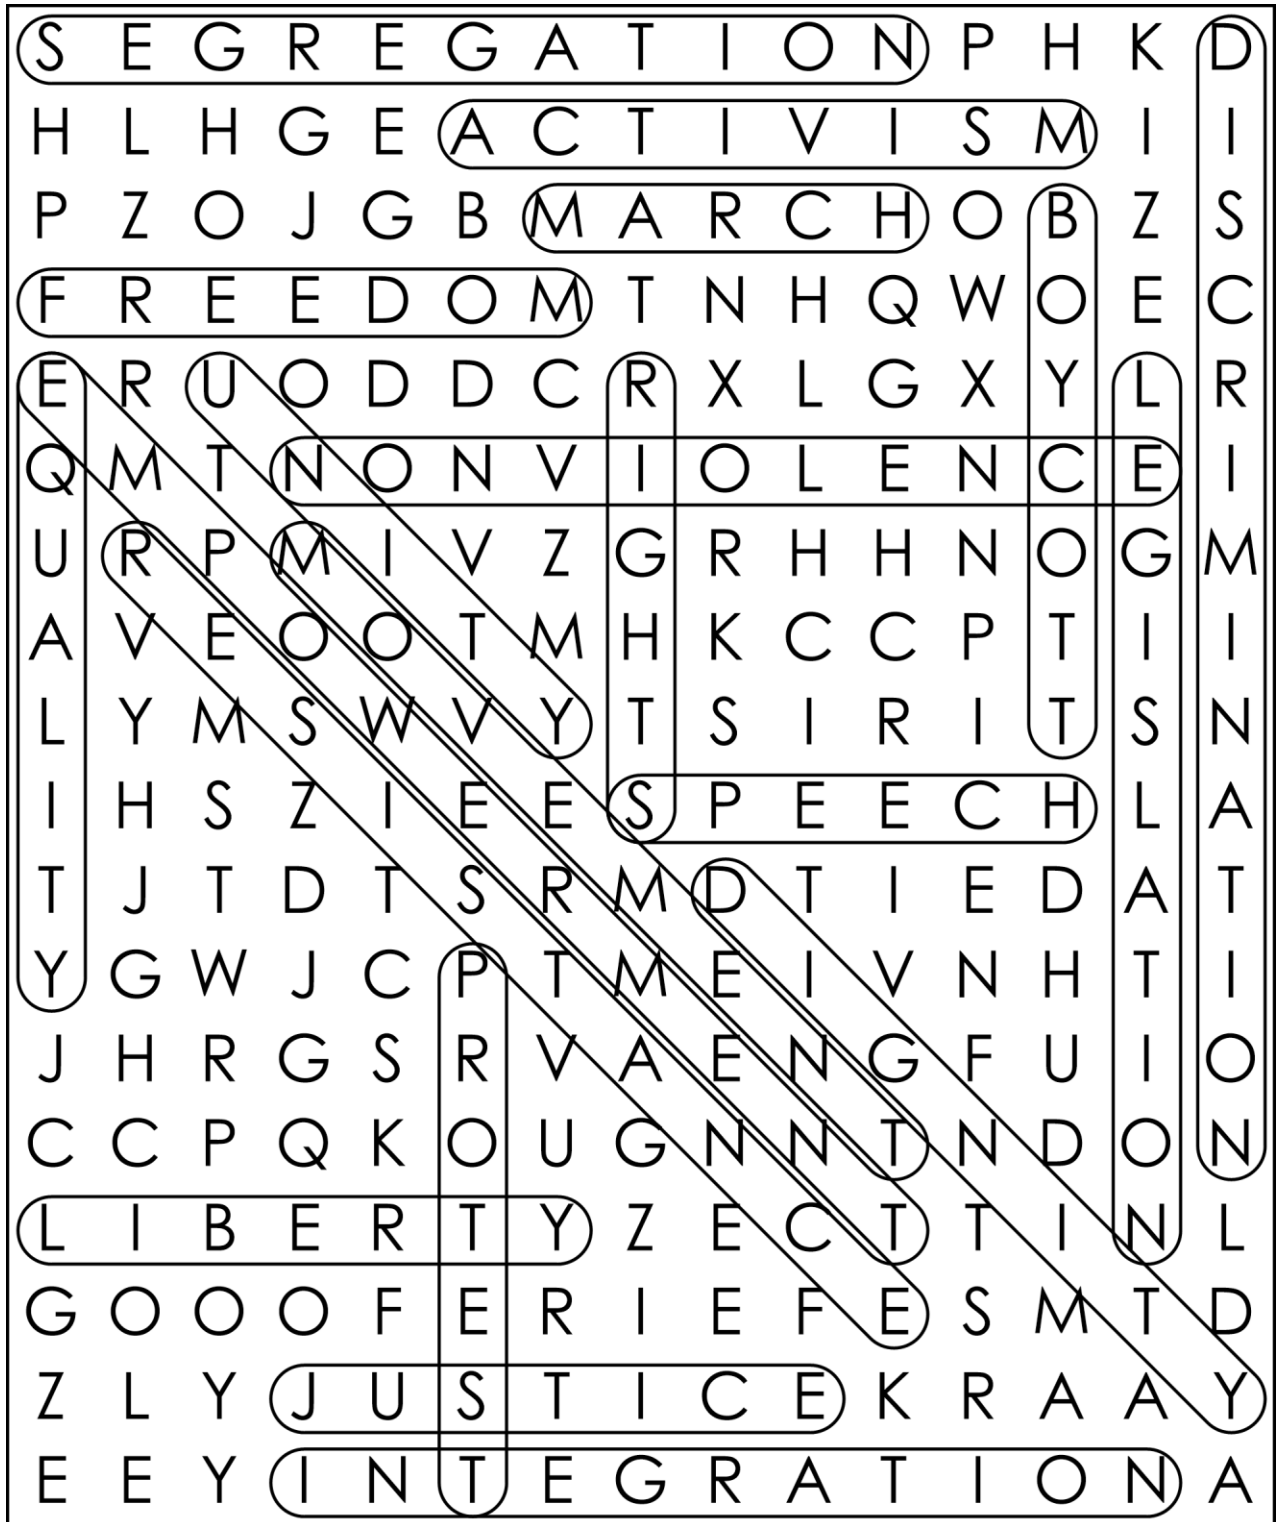 S E G R E G A T I O N P H K D
H L H G E A C T I V I S M I I
P Z O J G B M A R C H O B Z S
F R E E D O M T N H Q W O E C
E R U O D D C R X L G X Y L R
Q M T N O N V I O L E N C E I
U R P M I V Z G R H H N O G M
A V E O O T M H K C C P T I I
L Y M S W V Y T S I R I T S N
I H S Z I E E S P E E C H L A
T J T D T S R M D T I E D A T
Y G W J C P T M E I V N H T I
J H R G S R V A E N G F U I O
C C P Q K O U G N N T N D O N
L I B E R T Y Z E C T T I N L
G O O O F E R I E F E S M T D
Z L Y J U S T I C E K R A A Y
E E Y I N T E G R A T I O N A